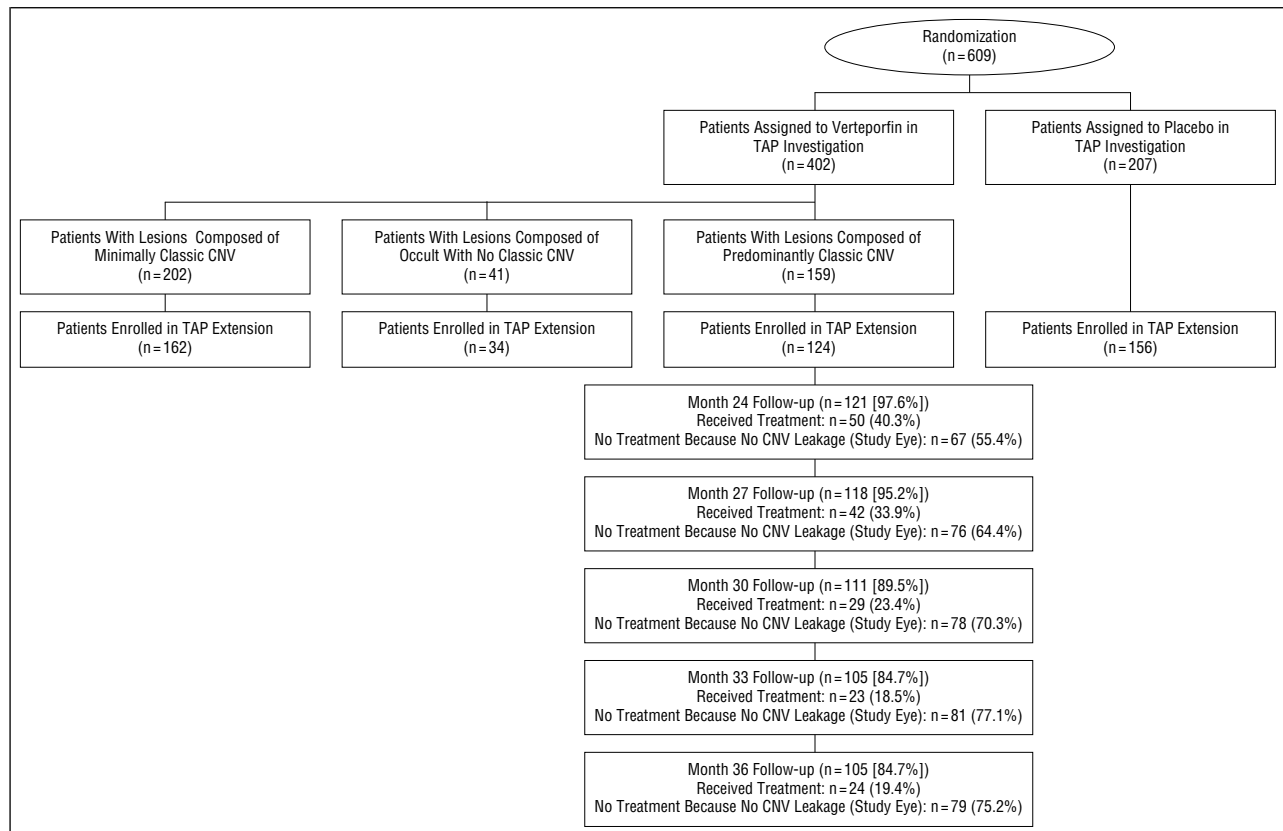 Randomization
(n = 609)
Patients Assigned to Verteporfin in
TAP Investigation
(n = 402)
Patients Assigned to Placebo in
TAP Investigation
(n = 207)
Patients With Lesions Composed of
Minimally Classic CNV
(n = 202)
Patients With Lesions Composed of
Occult With No Classic CNV
(n = 41)
Patients With Lesions Composed of
Predominantly Classic CNV
(n = 159)
Patients Enrolled in TAP Extension
(n = 162)
Patients Enrolled in TAP Extension
(n = 34)
Patients Enrolled in TAP Extension
(n = 124)
Patients Enrolled in TAP Extension
(n = 156)
Month 24 Follow-up (n = 121 [97.6%])
Received Treatment: n = 50 (40.3%)
No Treatment Because No CNV Leakage (Study Eye): n = 67 (55.4%)
Month 27 Follow-up (n = 118 [95.2%])
Received Treatment: n = 42 (33.9%)
No Treatment Because No CNV Leakage (Study Eye): n = 76 (64.4%)
Month 30 Follow-up (n = 111 [89.5%])
Received Treatment: n = 29 (23.4%)
No Treatment Because No CNV Leakage (Study Eye): n = 78 (70.3%)
Month 33 Follow-up (n = 105 [84.7%])
Received Treatment: n = 23 (18.5%)
No Treatment Because No CNV Leakage (Study Eye): n = 81 (77.1%)
Month 36 Follow-up (n = 105 [84.7%])
Received Treatment: n = 24 (19.4%)
No Treatment Because No CNV Leakage (Study Eye): n = 79 (75.2%)